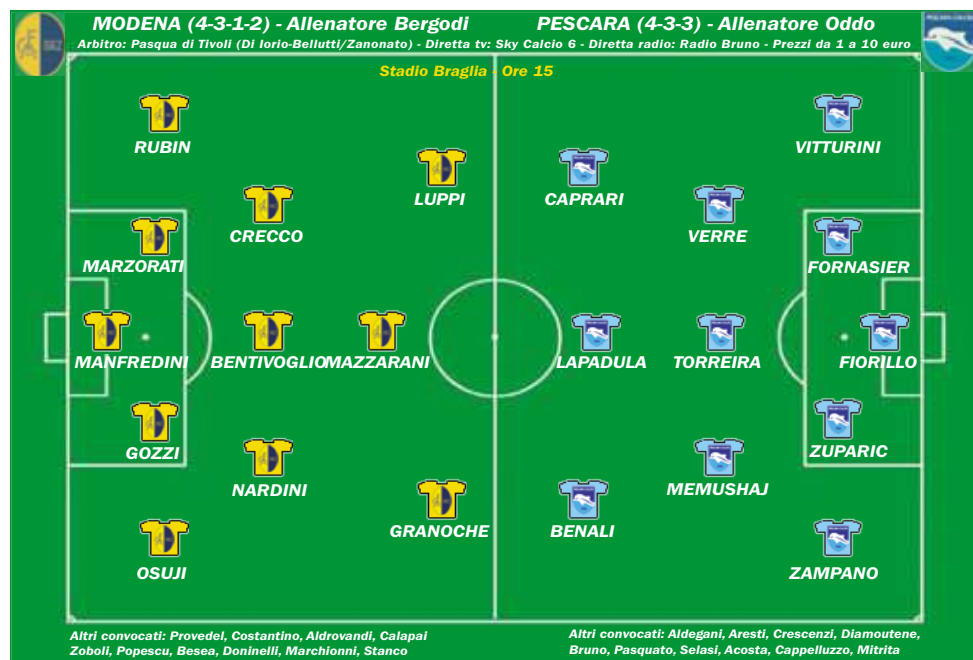 MODENA (4-3-1-2) - Allenatore Bergodi
PESCARA (4-3-3) - Allenatore Oddo
Arbitro: Pasqua di Tivoli (Di Iorio-Bellutti/Zanonato) - Diretta tv: Sky Calcio 6 - Diretta radio: Radio Bruno - Prezzi da 1 a 10 euro
Stadio Braglia - Ore 15
RUBIN
VITTURINI
LUPPI
CAPRARI
CRECCO
VERRE
MARZORATI
FORNASIER
MANFREDINI
BENTIVOGLIO
MAZZARANI
LAPADULA
TORREIRA
FIORILLO
GOZZI
ZUPARIC
NARDINI
MEMUSHAJ
GRANOCHE
BENALI
OSUJI
ZAMPANO
Altri convocati: Provedel, Costantino, Aldrovandi, Calapai
Zoboli, Popescu, Besea, Doninelli, Marchionni, Stanco
Altri convocati: Aldegani, Aresti, Crescenzi, Diamoutene,
Bruno, Pasquato, Selasi, Acosta, Cappelluzzo, Mitrita